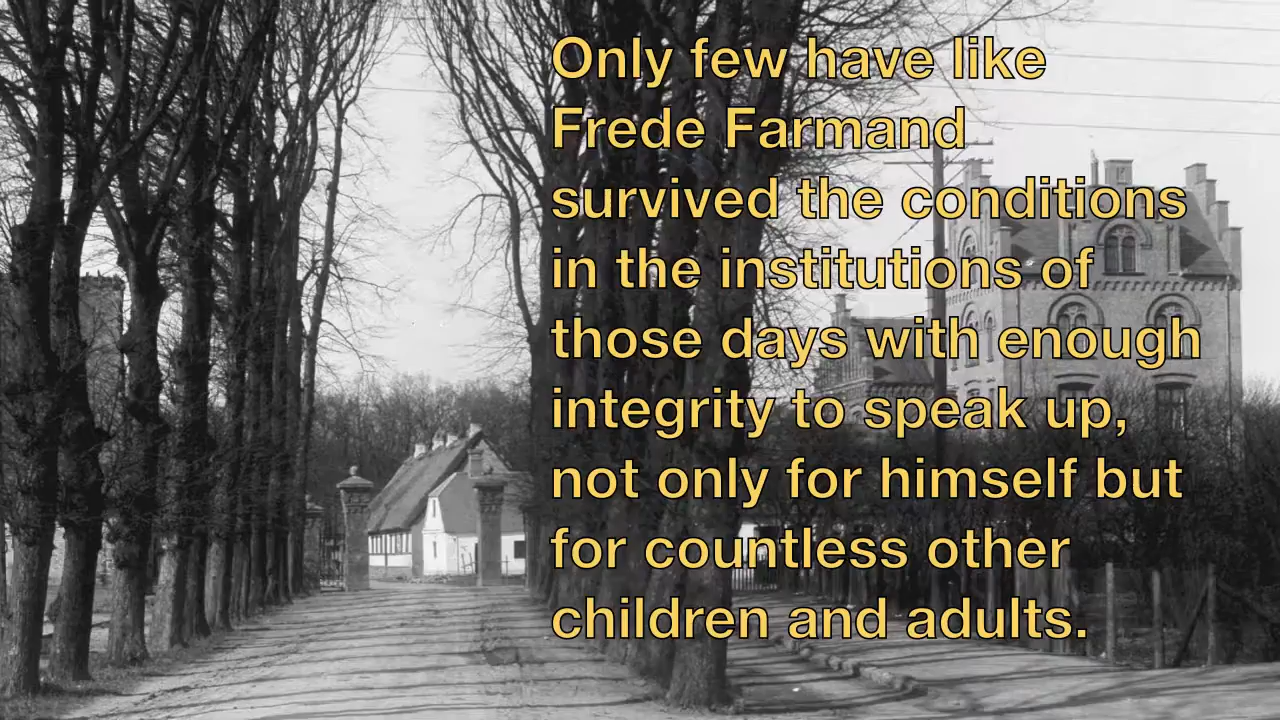 Only few have like
Frede Farmand
survived the conditions
in the institutions of
those days with enough
integrity to speak up,
not only for himself but
for countless other
children and adults.